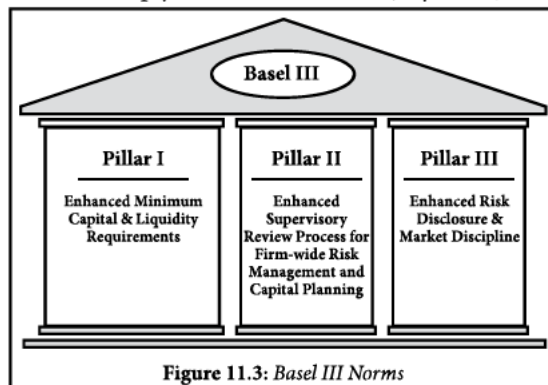 Basel III
Pillar I
Enhanced Minimum
Capital & Liquidity
Requirements
Pillar II
Enhanced
Supervisory
Review Process for
Firm-wide Risk
Management and
Capital Planning
Pillar III
Enhanced Risk
Disclosure &
Market Discipline
Figure 11.3: Basel III Norms